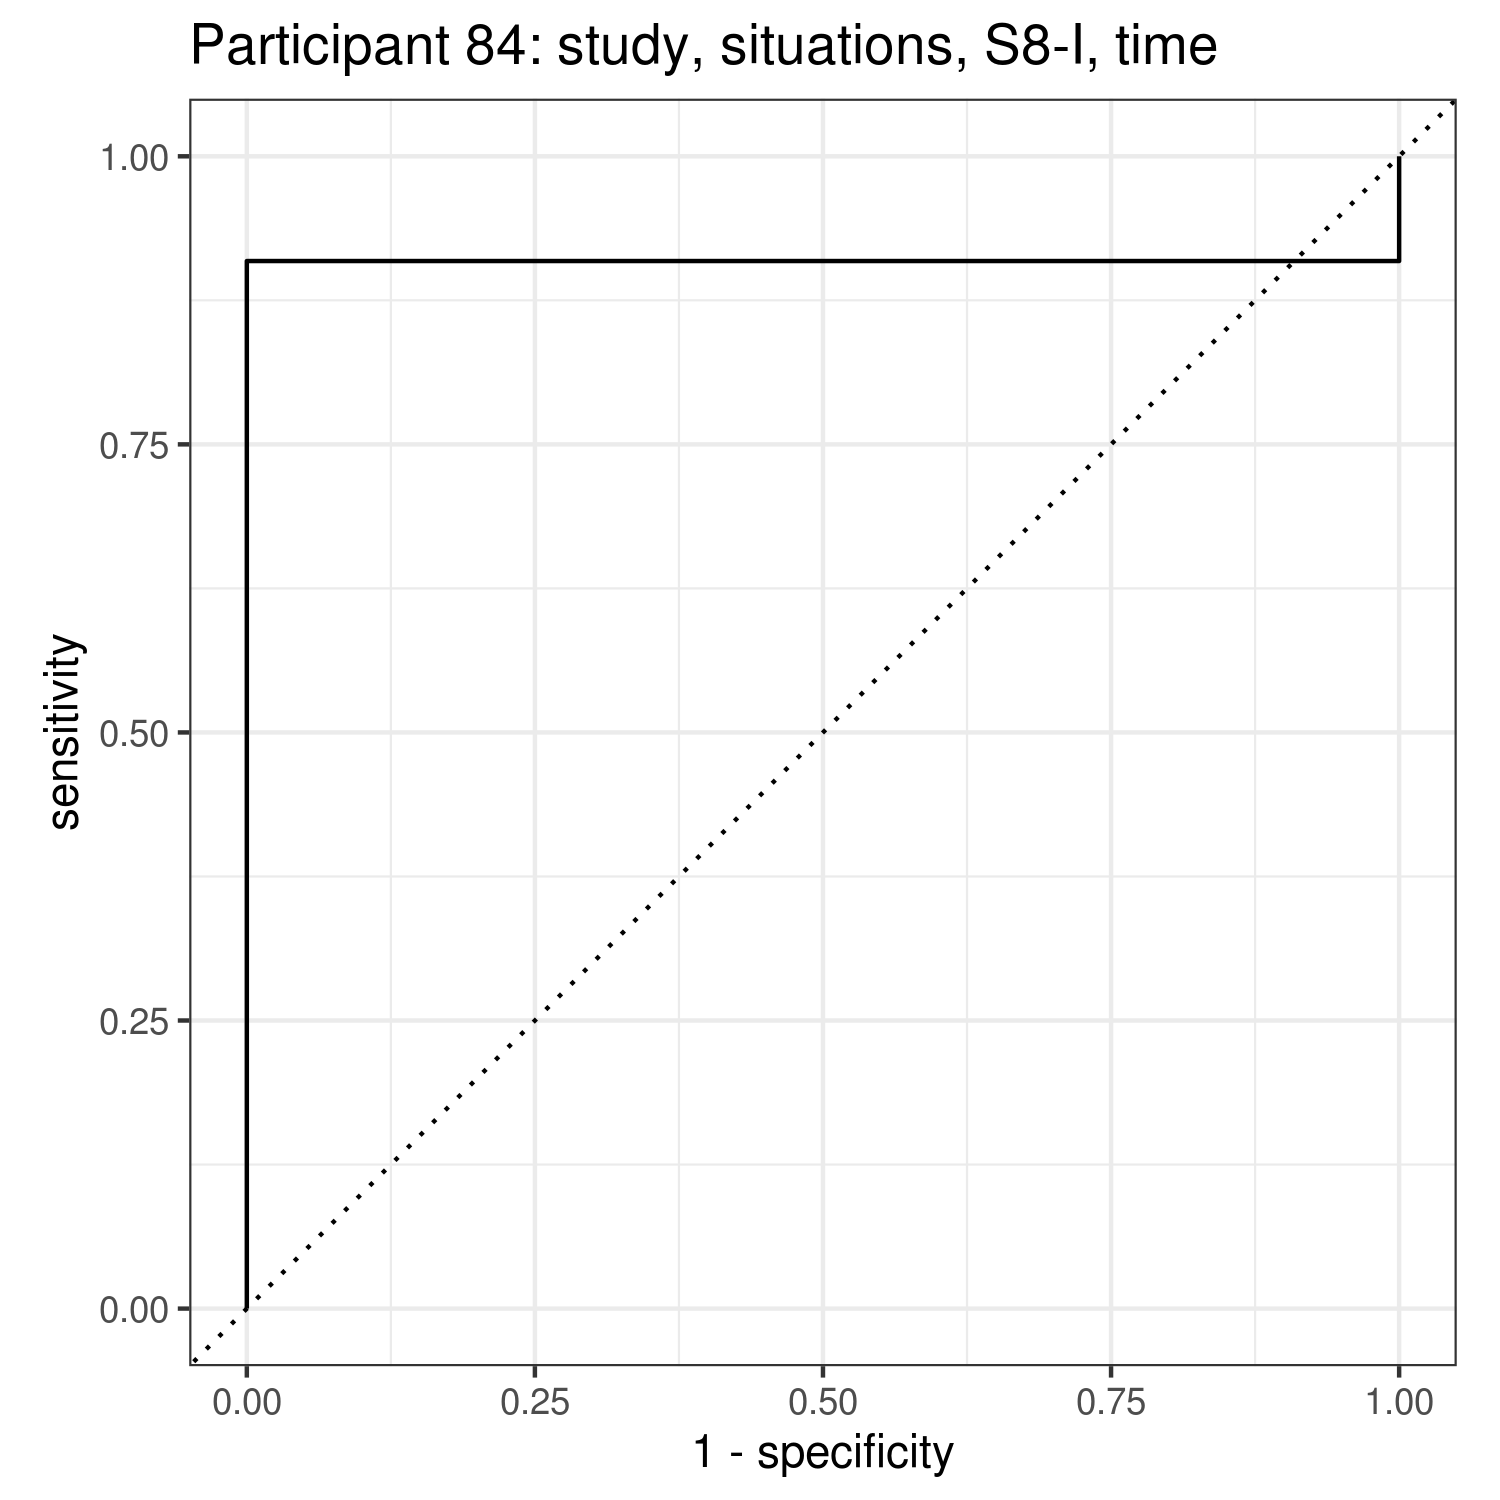 Participant 84: study, situations, S8-I, time
1.00
0.75
0.50
0.25
0.00
sensitivity
0.00 0.25 0.50 0.75 1.00
1 - specificity